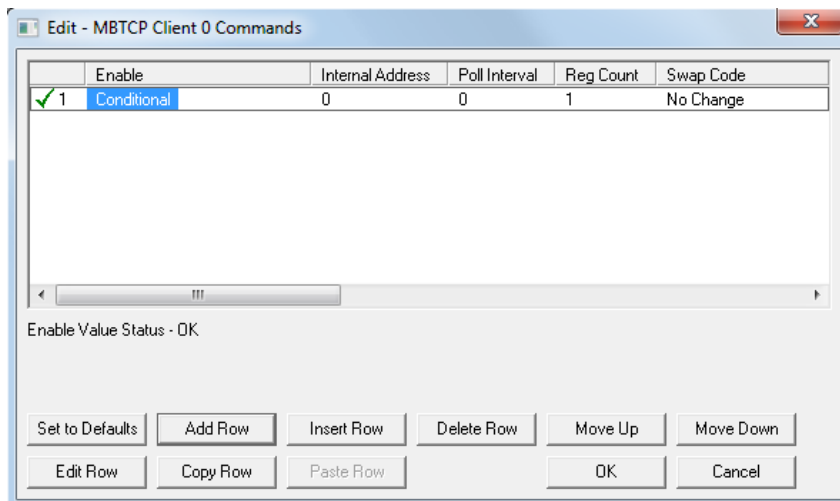 Edit - MBTCP Client 0 Commands
Enable Internal Address Poll Interval Reg Count Swap Code
1 Conditional 0 0 1 No Change
Enable Value Status - OK
Set to Defaults Add Row Insert Row Delete Row Move Up Move Down
Edit Row Copy Row Paste Row OK Cancel